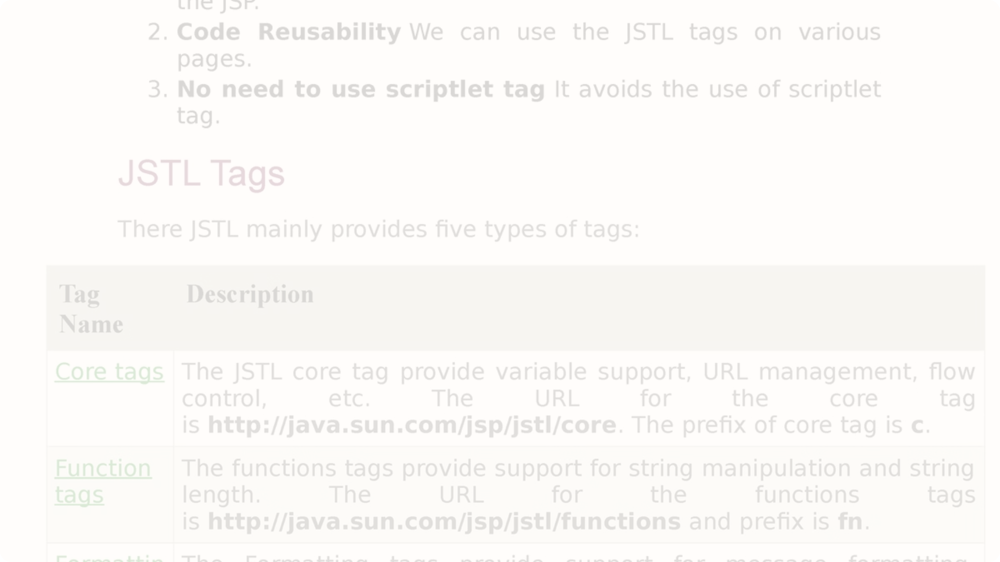 the JSP.
2. Code Reusability We can use the JSTL tags on various
pages.
3. No need to use scriptlet tag It avoids the use of scriptlet
tag.
JSTL Tags
There JSTL mainly provides five types of tags:
Tag Description
Name
Core tags The JSTL core tag provide variable support, URL management, flow
control, etc. The URL for the core tag
is http://java.sun.com/jsp/jstl/core. The prefix of core tag is c.
Function The functions tags provide support for string manipulation and string
tags length. The URL for the functions tags
is http://java.sun.com/jsp/jstl/functions and prefix is fn.
Formattin The Formatting tags provide support for message formatting,